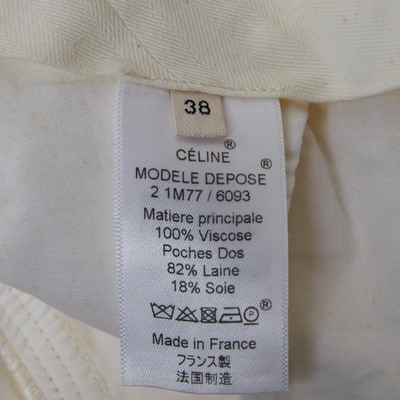 38
CÉLINE®
MODELE DEPOSE®
2 1M77 / 6093
Matiere principale
100% Viscose
Poches Dos
82% Laine
18% Soie
P ®
Made in France
フランス製
法国制造